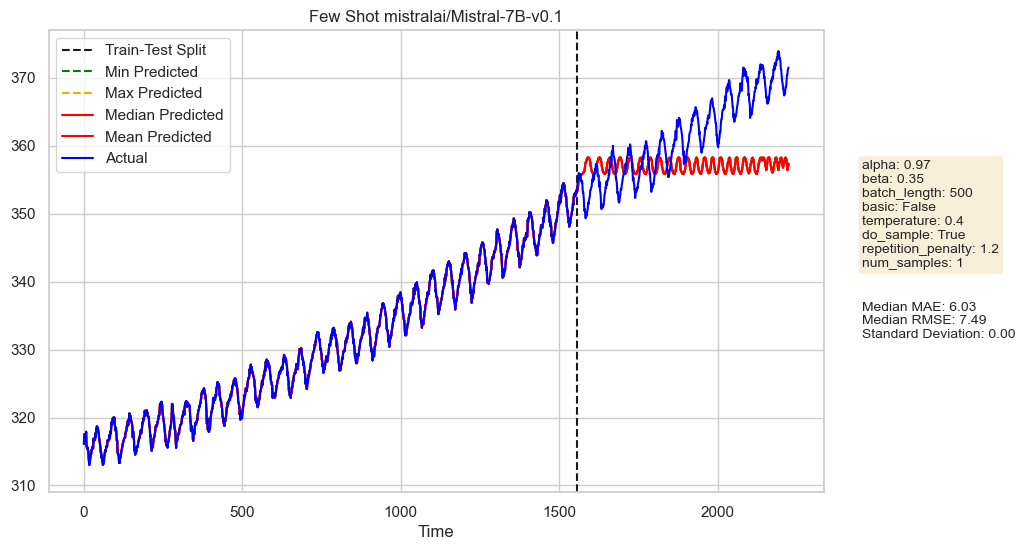 Few Shot mistralai/Mistral-7B-v0.1
Train-Test Split
Min Predicted
Max Predicted
Median Predicted
Mean Predicted
Actual
370
360
350
340
330
320
310
0
500
1000
1500
2000
Time
alpha: 0.97
beta: 0.35
batch_length: 500
basic: False
temperature: 0.4
do_sample: True
repetition_penalty: 1.2
num_samples: 1
Median MAE: 6.03
Median RMSE: 7.49
Standard Deviation: 0.00